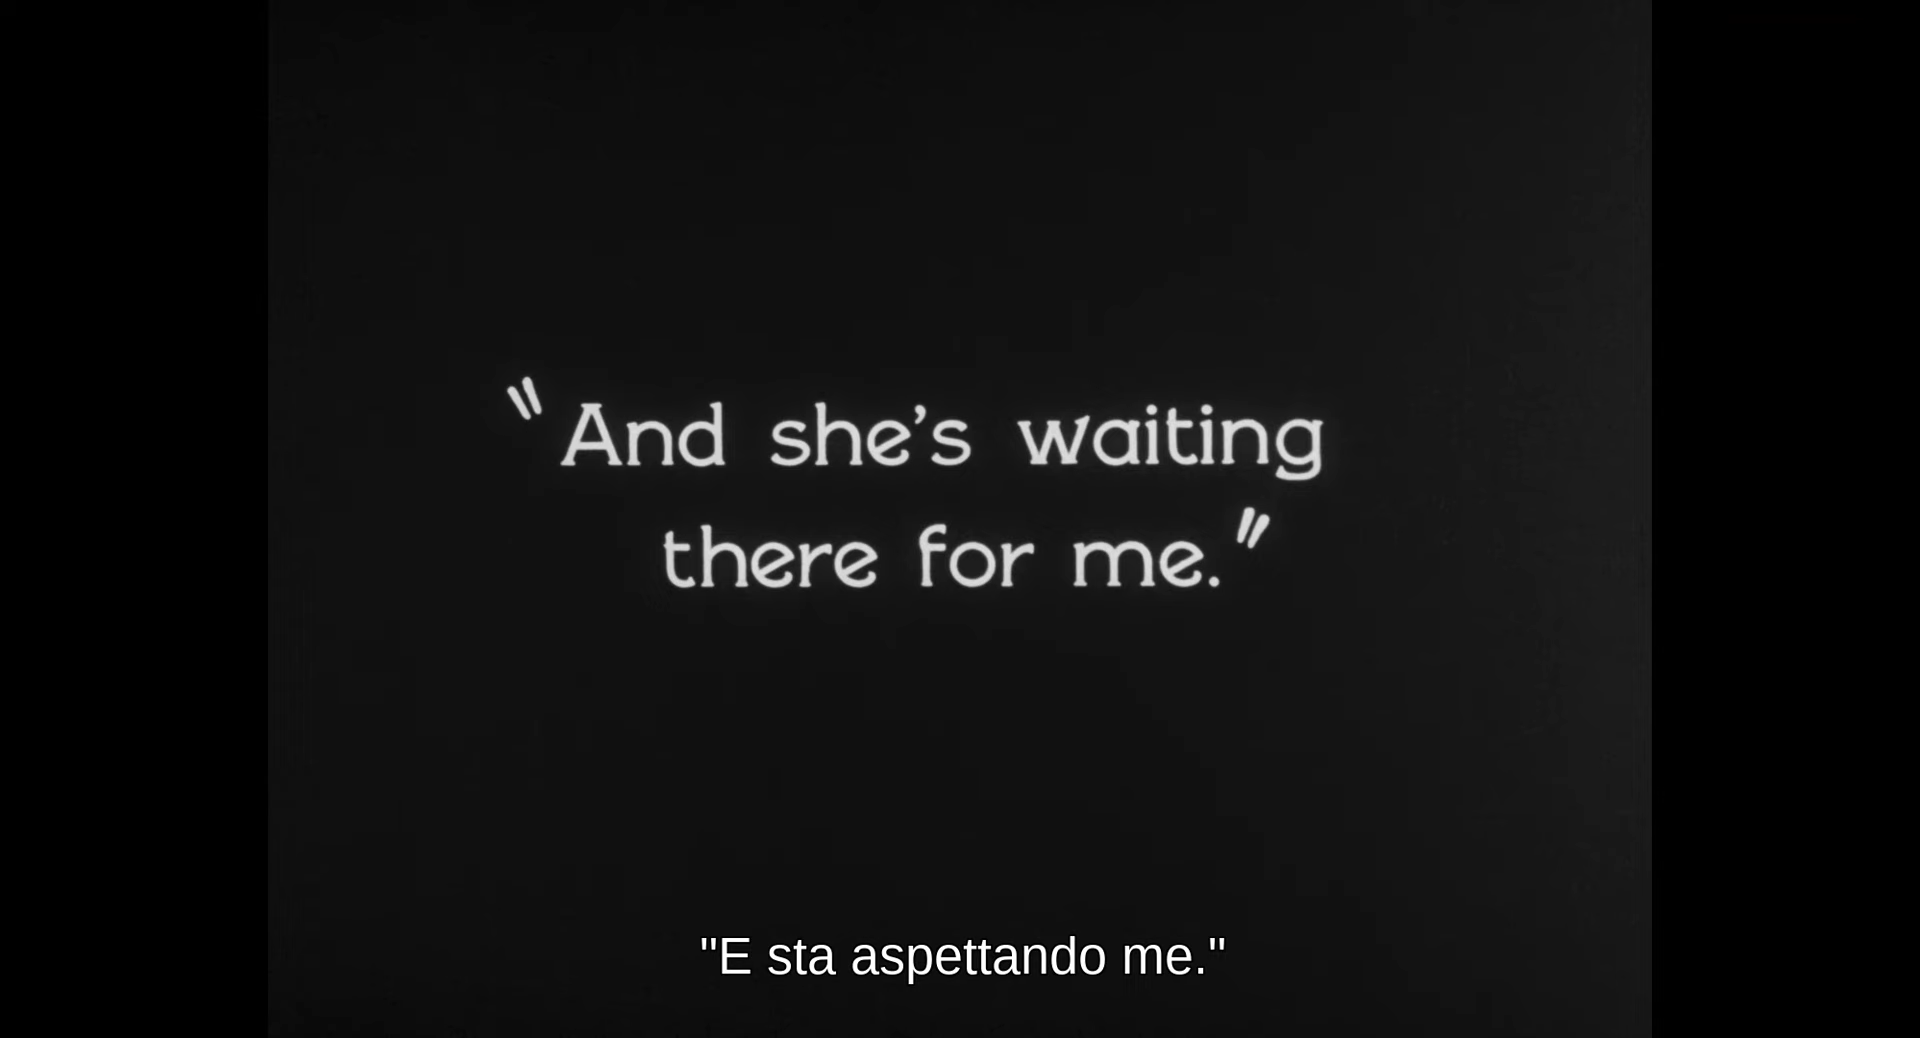 "And she's waiting
there for me."
"E sta aspettando me."